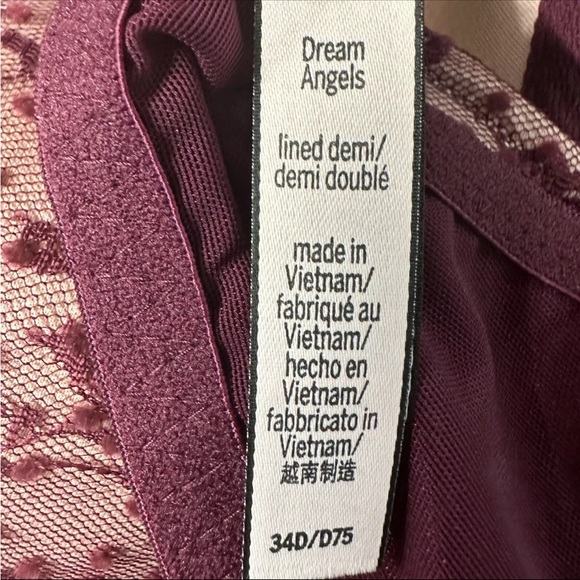 Dream
Angels
lined demi/
demi doublé
made in
Vietnam/
fabriqué au
Vietnam/
hecho en
Vietnam/
fabbricato in
Vietnam/
越南制造
34D/D75